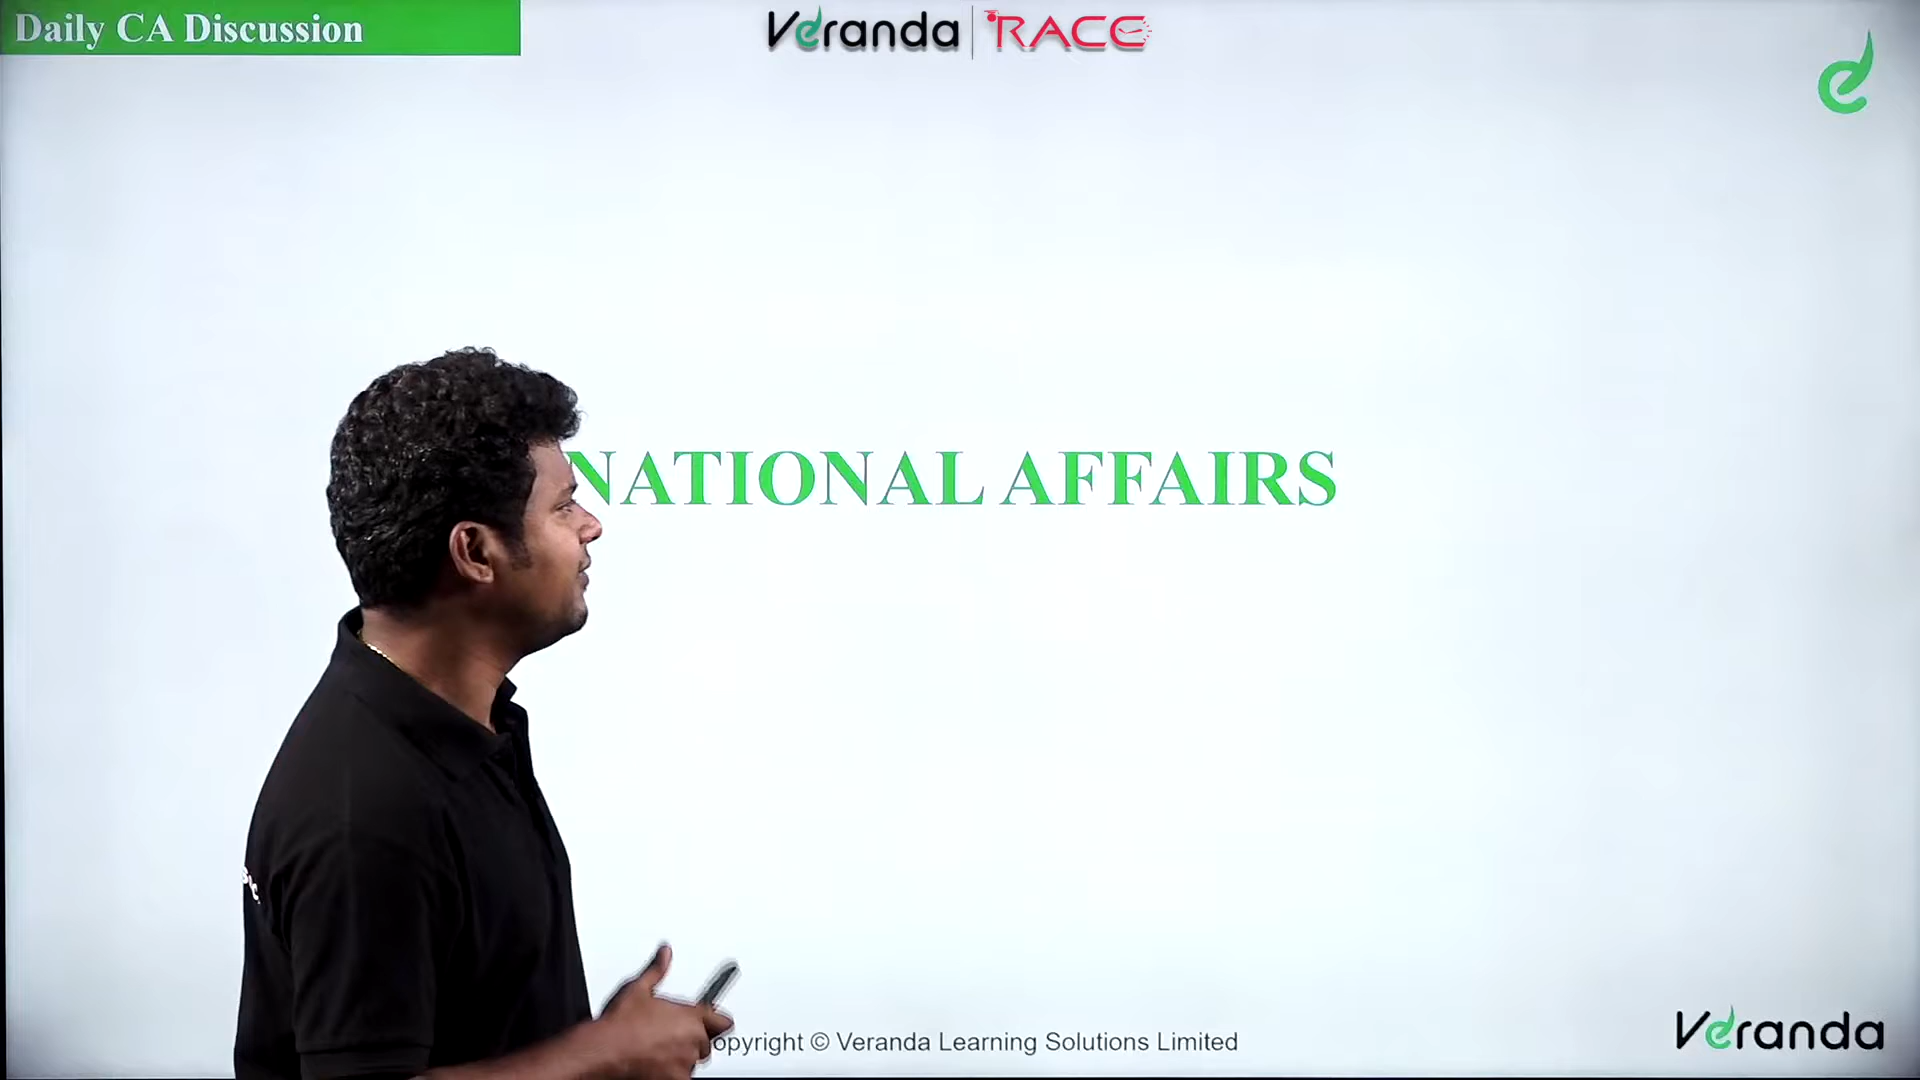 Daily CA Discussion
Veranda RACE
NATIONAL AFFAIRS
opyright © Veranda Learning Solutions Limited
Veranda